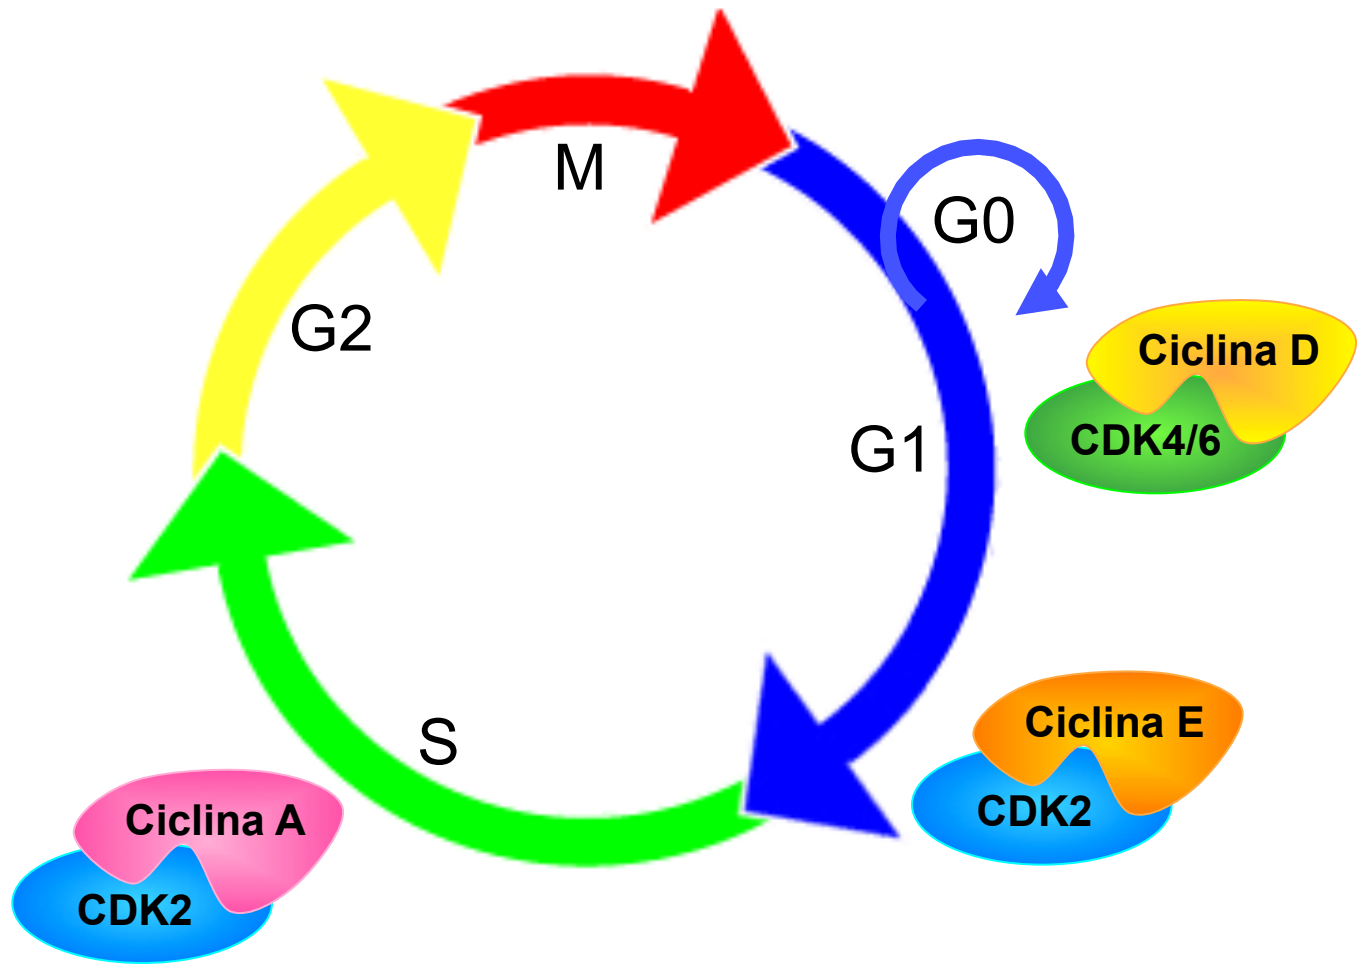 M
G0
G2
Ciclina D
CDK4/6
G1
S
Ciclina E
CDK2
Ciclina A
CDK2